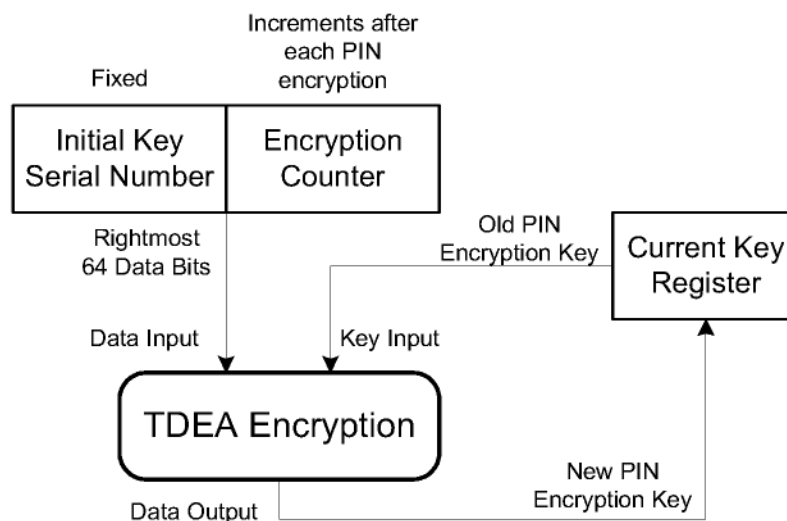 Increments after
each PIN
encryption
Fixed
Initial Key
Serial Number
Encryption
Counter
Rightmost
64 Data Bits
Old PIN
Encryption Key
Current Key
Register
Data Input
Key Input
TDEA Encryption
New PIN
Encryption Key
Data Output